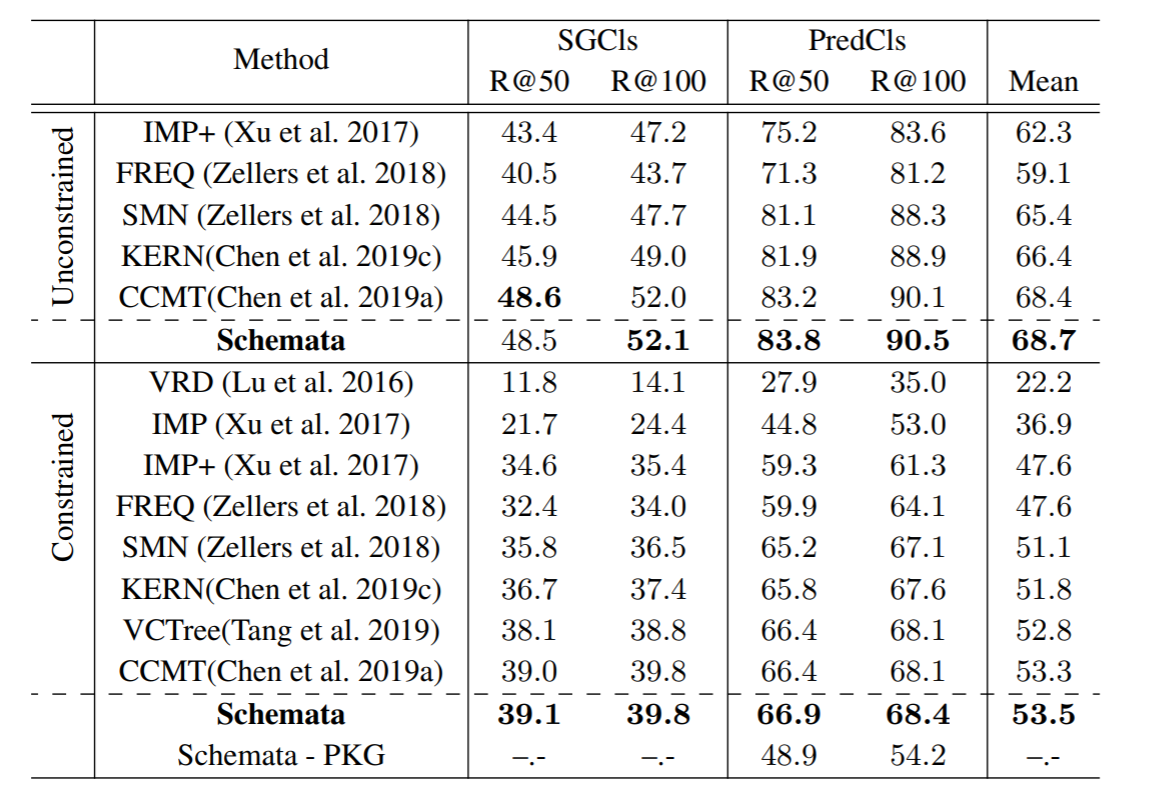 Method SGCls PredCls
R@50 R@100 R@50 R@100 Mean
Unconstrained
IMP+ (Xu et al. 2017) 43.4 47.2 75.2 83.6 62.3
FREQ (Zellers et al. 2018) 40.5 43.7 71.3 81.2 59.1
SMN (Zellers et al. 2018) 44.5 47.7 81.1 88.3 65.4
KERN(Chen et al. 2019c) 45.9 49.0 81.9 88.9 66.4
CCMT(Chen et al. 2019a) 48.6 52.0 83.2 90.1 68.4
Schemata 48.5 52.1 83.8 90.5 68.7
Constrained
VRD (Lu et al. 2016) 11.8 14.1 27.9 35.0 22.2
IMP (Xu et al. 2017) 21.7 24.4 44.8 53.0 36.9
IMP+ (Xu et al. 2017) 34.6 35.4 59.3 61.3 47.6
FREQ (Zellers et al. 2018) 32.4 34.0 59.9 64.1 47.6
SMN (Zellers et al. 2018) 35.8 36.5 65.2 67.1 51.1
KERN(Chen et al. 2019c) 36.7 37.4 65.8 67.6 51.8
VCTree(Tang et al. 2019) 38.1 38.8 66.4 68.1 52.8
CCMT(Chen et al. 2019a) 39.0 39.8 66.4 68.1 53.3
Schemata 39.1 39.8 66.9 68.4 53.5
Schemata - PKG –.- –.- 48.9 54.2 –.-